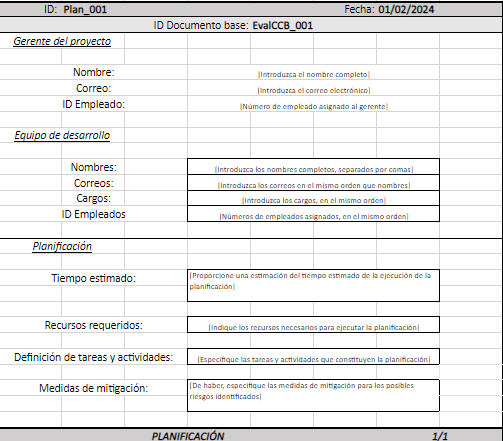 ID: Plan_001 Fecha: 01/02/2024
ID Documento base: EvalCCB_001
Gerente del proyecto
Nombre: [Introduzca el nombre completo]
Correo: [Introduzca el correo electrónico]
ID Empleado: [Número de empleado asignado al gerente]
Equipo de desarrollo
Nombres: [Introduzca los nombres completos, separados por comas]
Correos: [Introduzca los correos en el mismo orden que nombres]
Cargos: [Introduzca los cargos, en el mismo orden]
ID Empleados [Números de empleados asignados, en el mismo orden]
Planificación
Tiempo estimado: [Proporcione una estimación del tiempo estimado de la ejecución de la
planificación]
Recursos requeridos: [Indique los recursos necesarios para ejecutar la planificación]
Definición de tareas y actividades: [Especifique las tareas y actividades que constituyen la planificación]
Medidas de mitigación: [De haber, especifique las medidas de mitigación para los posibles
riesgos identificados]
PLANIFICACIÓN 1/1